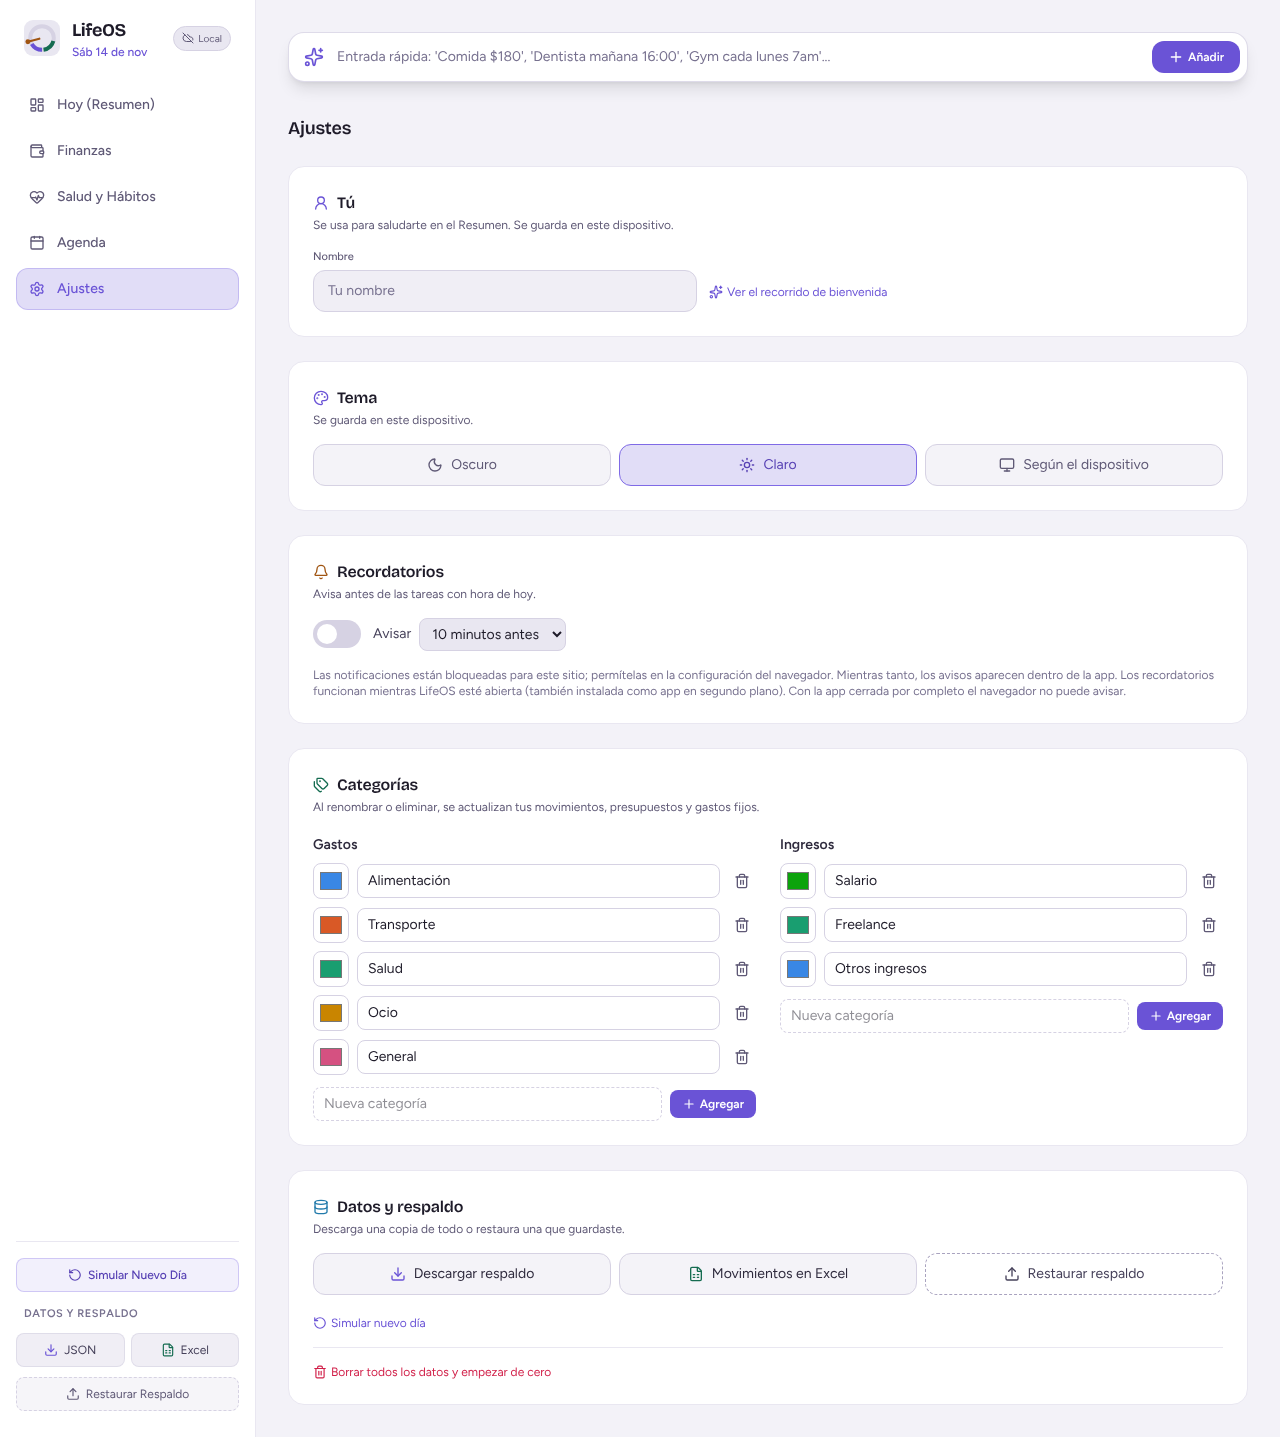 LifeOS
Sáb 14 de nov
Local
Hoy (Resumen)
Finanzas
Salud y Hábitos
Agenda
Ajustes
Simular Nuevo Día
DATOS Y RESPALDO
JSON
Excel
Restaurar Respaldo
Entrada rápida: 'Comida $180', 'Dentista mañana 16:00', 'Gym cada lunes 7am'...
Añadir
Ajustes
Tú
Se usa para saludarte en el Resumen. Se guarda en este dispositivo.
Nombre
Tu nombre
Ver el recorrido de bienvenida
Tema
Se guarda en este dispositivo.
Oscuro
Claro
Según el dispositivo
Recordatorios
Avisa antes de las tareas con hora de hoy.
Avisar
10 minutos antes
Las notificaciones están bloqueadas para este sitio; permítelas en la configuración del navegador. Mientras tanto, los avisos aparecen dentro de la app. Los recordatorios
funcionan mientras LifeOS esté abierta (también instalada como app en segundo plano). Con la app cerrada por completo el navegador no puede avisar.
Categorías
Al renombrar o eliminar, se actualizan tus movimientos, presupuestos y gastos fijos.
Gastos
Alimentación
Transporte
Salud
Ocio
General
Nueva categoría
Agregar
Ingresos
Salario
Freelance
Otros ingresos
Nueva categoría
Agregar
Datos y respaldo
Descarga una copia de todo o restaura una que guardaste.
Descargar respaldo
Movimientos en Excel
Restaurar respaldo
Simular nuevo día
Borrar todos los datos y empezar de cero